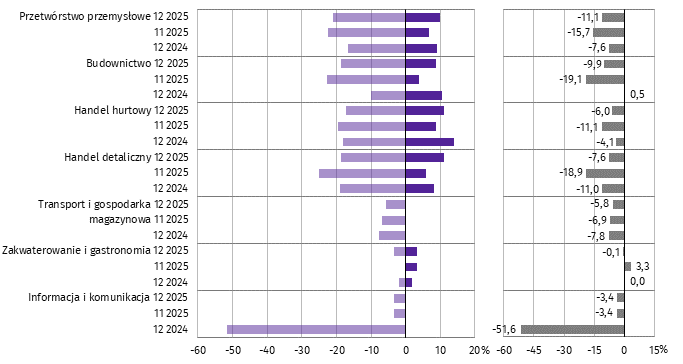 Przetwórstwo przemysłowe 12 2025 -11,1
11 2025 -15,7
12 2024 -7,6
Budownictwo 12 2025 -9,9
11 2025 -19,1
12 2024 0,5
Handel hurtowy 12 2025 -6,0
11 2025 -11,1
12 2024 -4,1
Handel detaliczny 12 2025 -7,6
11 2025 -18,9
12 2024 -11,0
Transport i gospodarka 12 2025 -5,8
magazynowa 11 2025 -6,9
12 2024 -7,8
Zakwaterowanie i gastronomia 12 2025 -0,1
11 2025 3,3
12 2024 0,0
Informacja i komunikacja 12 2025 -3,4
11 2025 -3,4
12 2024 -51,6
-60 -50 -40 -30 -20 -10 0 10 20% -60 -45 -30 -15 0 15%